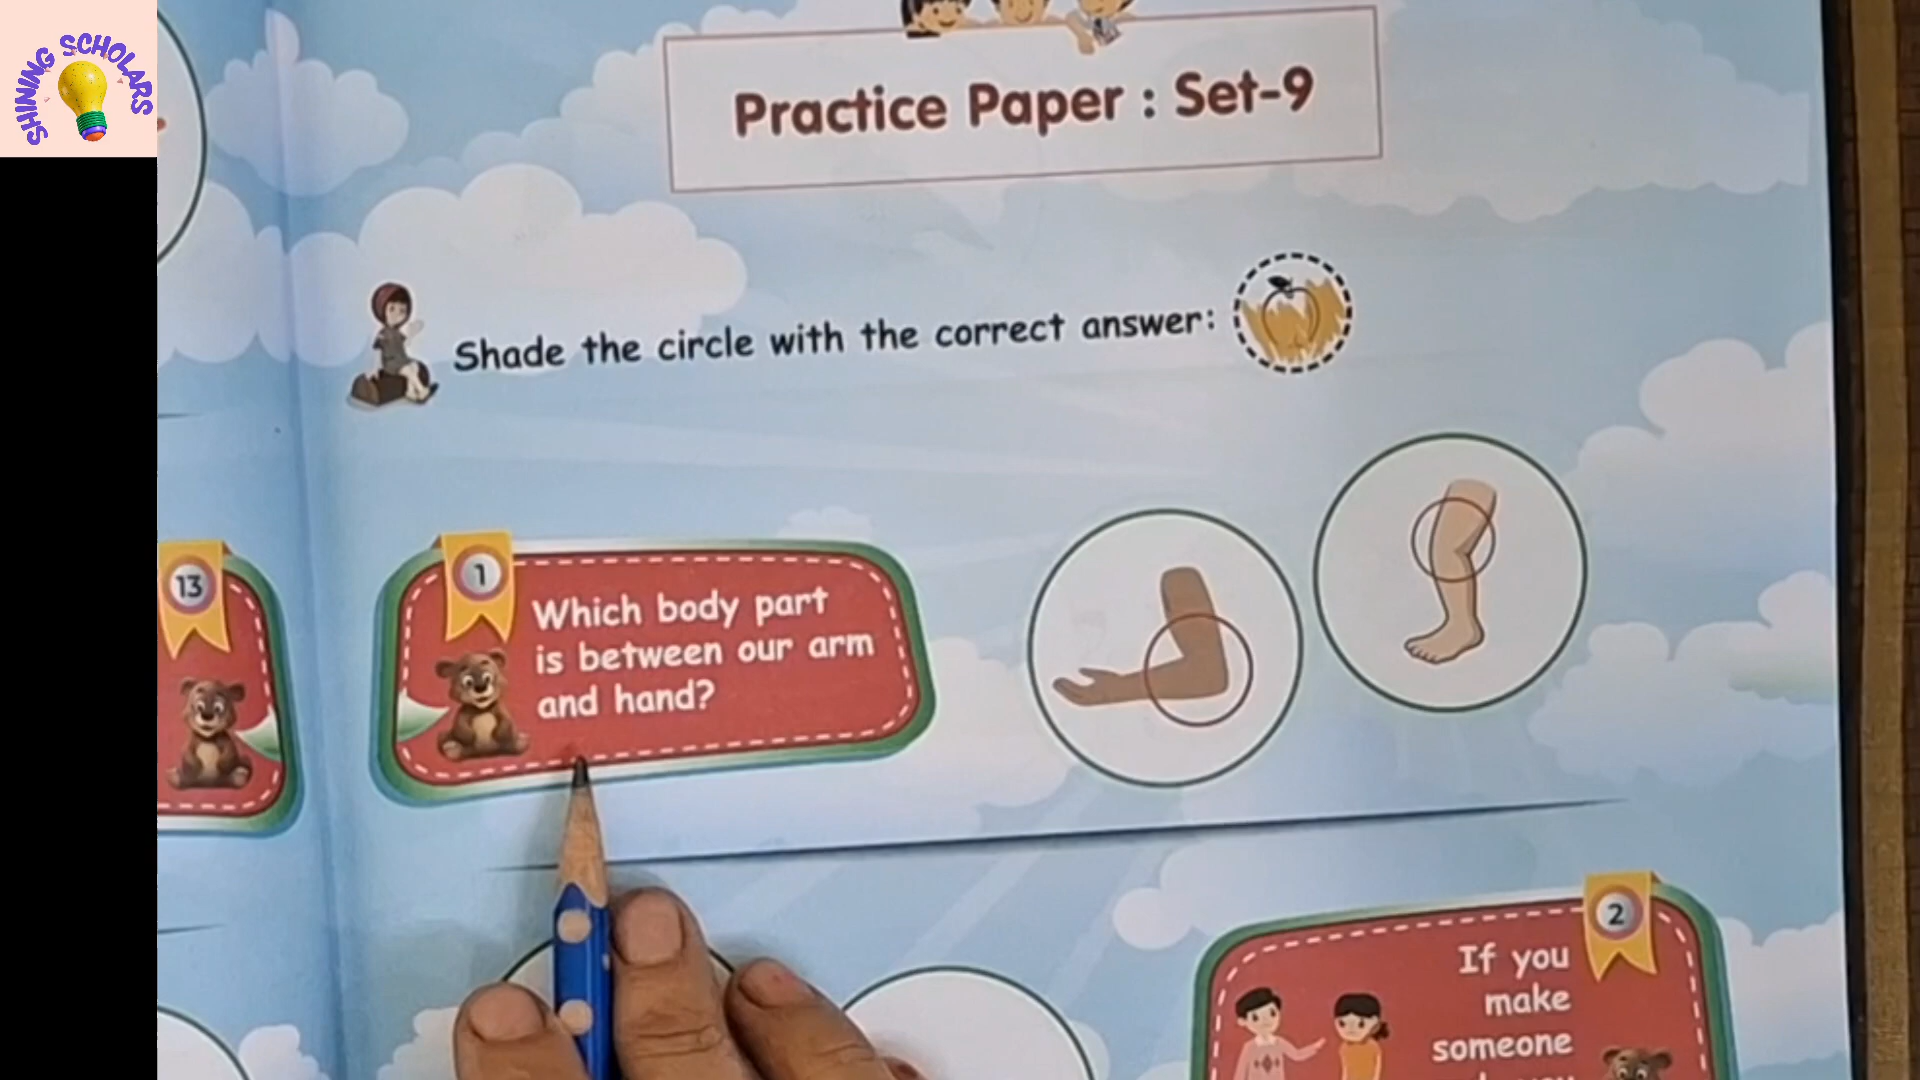 SHINING SCHOLARS
Practice Paper : Set-9
Shade the circle with the correct answer:
13
1
Which body part
is between our arm
and hand?
2
If you
make
someone